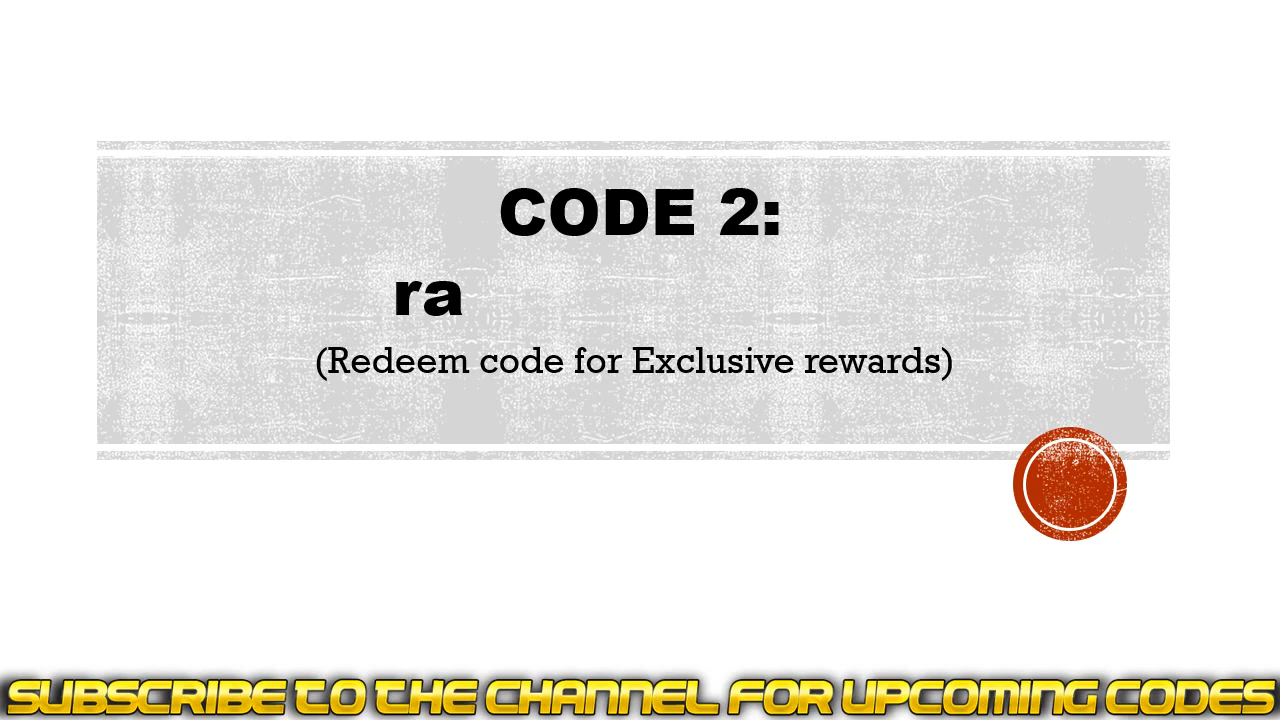 CODE 2:
ra
(Redeem code for Exclusive rewards)
SUBSCRIBE TO THE CHANNEL FOR UPCOMING CODES